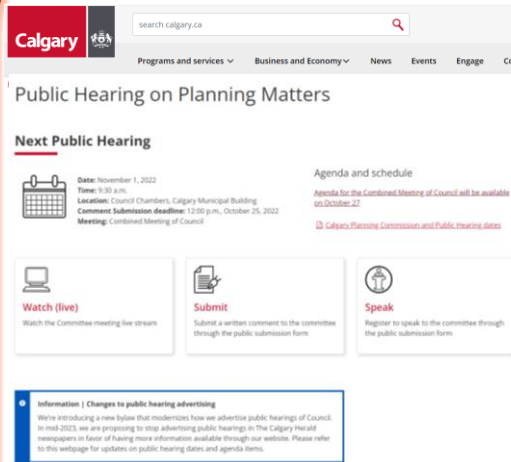 Calgary
search calgary.ca
Programs and services
Business and Economy
News
Events
Engage
Public Hearing on Planning Matters
Next Public Hearing
Date: November 1, 2022
Time: 9:30 a.m.
Location: Council Chambers, Calgary Municipal Building
Comment Submission deadline: 12:00 p.m., October 25, 2022
Meeting: Combined Meeting of Council
Agenda and schedule
Agenda for the Combined Meeting of Council will be available
on October 27
Calgary Planning Commission and Public Hearing dates
Watch (live)
Watch the Committee meeting live stream
Submit
Submit a written comment to the committee
through the public submission form
Speak
Register to speak to the committee through
the public submission form
Information | Changes to public hearing advertising
We're introducing a new bylaw that modernizes how we advertise public hearings of Council.
In mid-2023, we are proposing to stop advertising public hearings in The Calgary Herald
newspapers in favor of having more information available through our website. Please refer
to this webpage for updates on public hearing dates and agenda items.